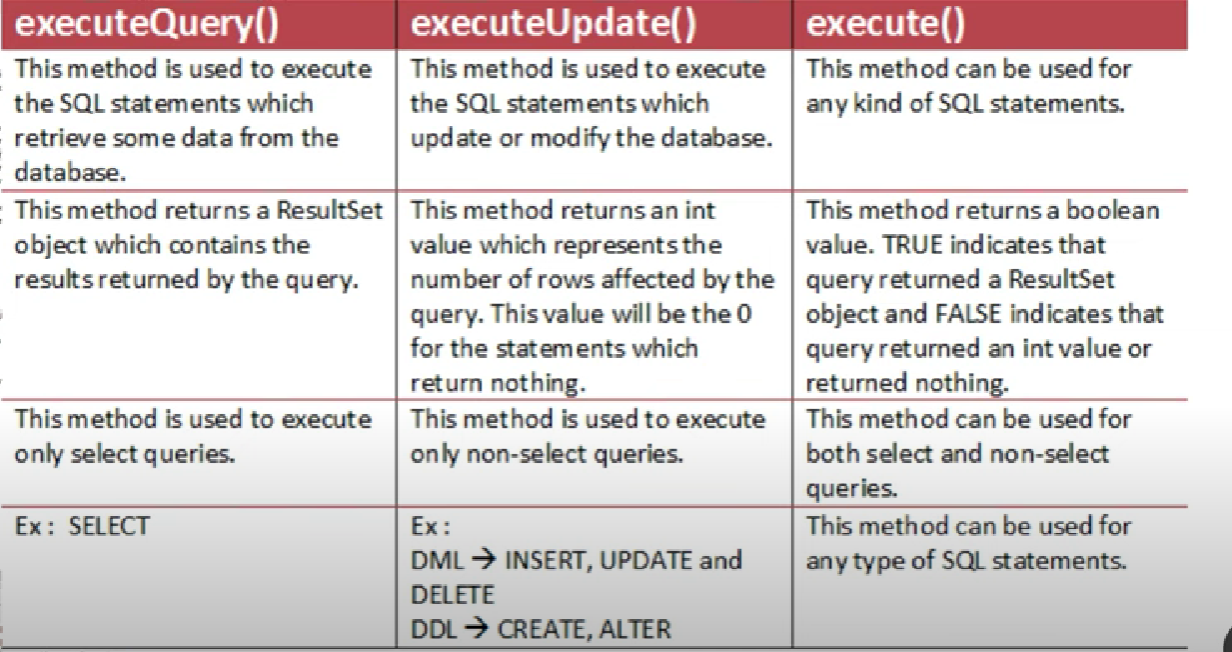 executeQuery()
executeUpdate()
execute()
This method is used to execute
the SQL statements which
retrieve some data from the
database.
This method is used to execute
the SQL statements which
update or modify the database.
This method can be used for
any kind of SQL statements.
This method returns a ResultSet
object which contains the
results returned by the query.
This method returns an int
value which represents the
number of rows affected by the
query. This value will be the 0
for the statements which
return nothing.
This method returns a boolean
value. TRUE indicates that
query returned a ResultSet
object and FALSE indicates that
query returned an int value or
returned nothing.
This method is used to execute
only select queries.
This method is used to execute
only non-select queries.
This method can be used for
both select and non-select
queries.
Ex : SELECT
Ex :
DML → INSERT, UPDATE and
DELETE
DDL → CREATE, ALTER
This method can be used for
any type of SQL statements.